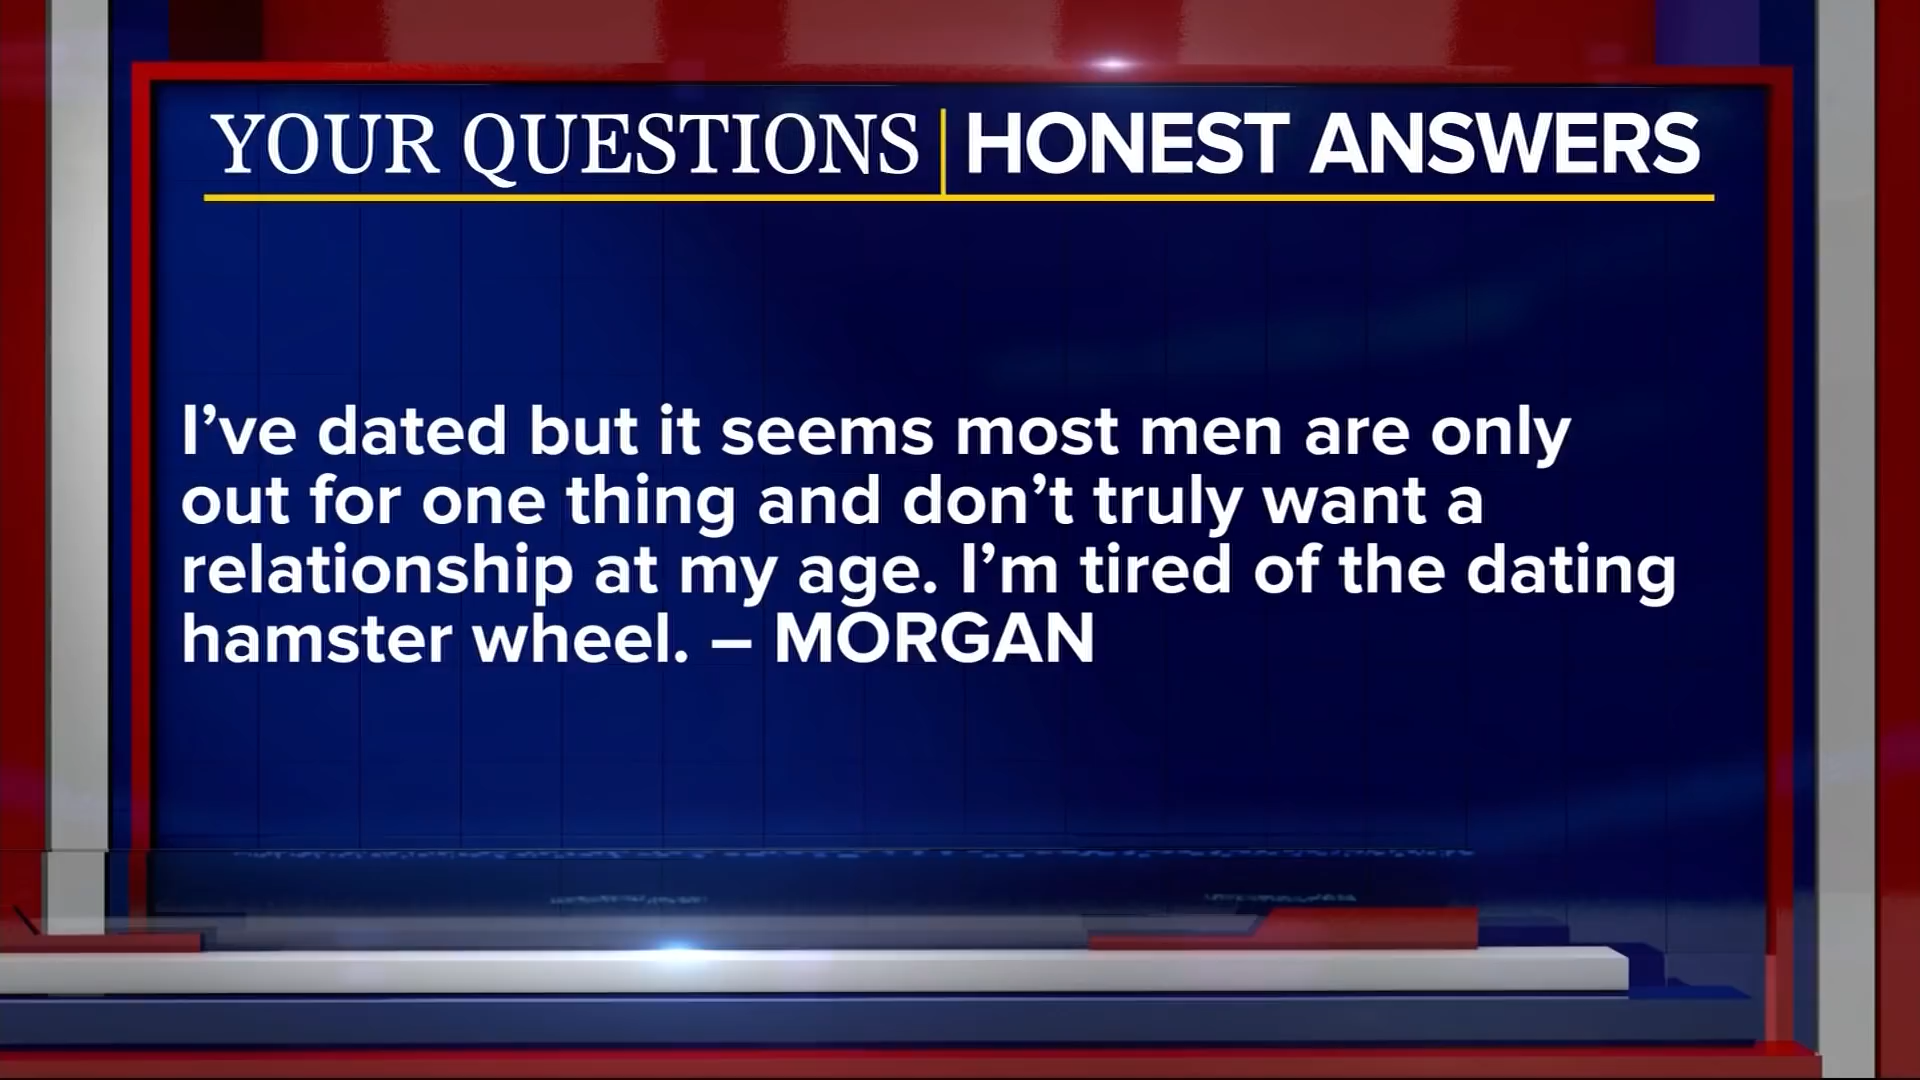 YOUR QUESTIONS | HONEST ANSWERS
I’ve dated but it seems most men are only
out for one thing and don’t truly want a
relationship at my age. I’m tired of the dating
hamster wheel. – MORGAN